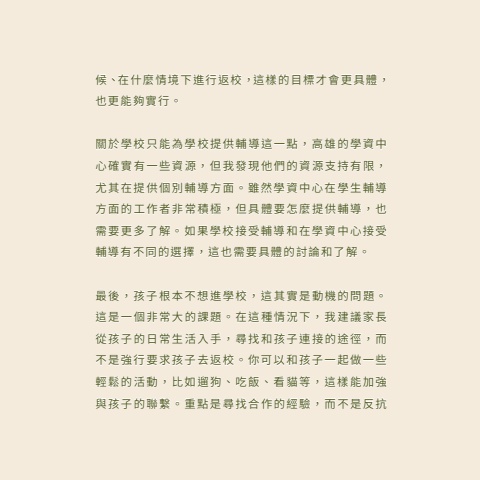 候、在什麼情境下進行返校，這樣的目標才會更具體，
也更能夠實行。
關於學校只能為學校提供輔導這一點，高雄的學資中
心確實有一些資源，但我發現他們的資源支持有限，
尤其在提供個別輔導方面。雖然學資中心在學生輔導
方面的工作者非常積極，但具體要怎麼提供輔導，也
需要更多了解。如果學校接受輔導和在學資中心接受
輔導有不同的選擇，這也需要具體的討論和了解。
最後，孩子根本不想進學校，這其實是動機的問題。
這是一個非常大的課題。在這種情況下，我建議家長
從孩子的日常生活入手，尋找和孩子連接的途徑，而
不是強行要求孩子去返校。你可以和孩子一起做一些
輕鬆的活動，比如遛狗、吃飯、看貓等，這樣能加強
與孩子的聯繫。重點是尋找合作的經驗，而不是反抗